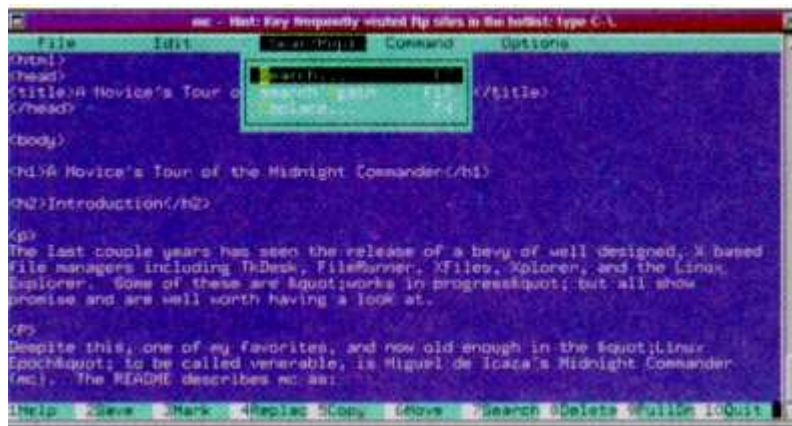 mc - Hint: Key frequently visited ftp sites in the hotlist: type C-\.
File Edit Command Options
<html>
<head>
<title>A Novice's Tour o </title>
</head>
Search... F7
search again F17
Replace... F4
<body>
<h1>A Novice's Tour of the Midnight Commander</h1>
<h2>Introduction</h2>
<p>
The last couple years has seen the release of a bevy of well designed, X based
file managers including TkDesk, FileRunner, Xfiles, Xplorer, and the Linux
Explorer. Some of these are &quot;works in progress&quot; but all show
promise and are well worth having a look at.
<P>
Despite this, one of my favorites, and now old enough in the &quot;Linux
Epoch&quot; to be called venerable, is Miguel de Icaza's Midnight Commander
(mc). The README describes mc as:
1Help 2Save 3Mark 4Replac 5Copy 6Move 7Search 8Delete 9PullDn 10Quit